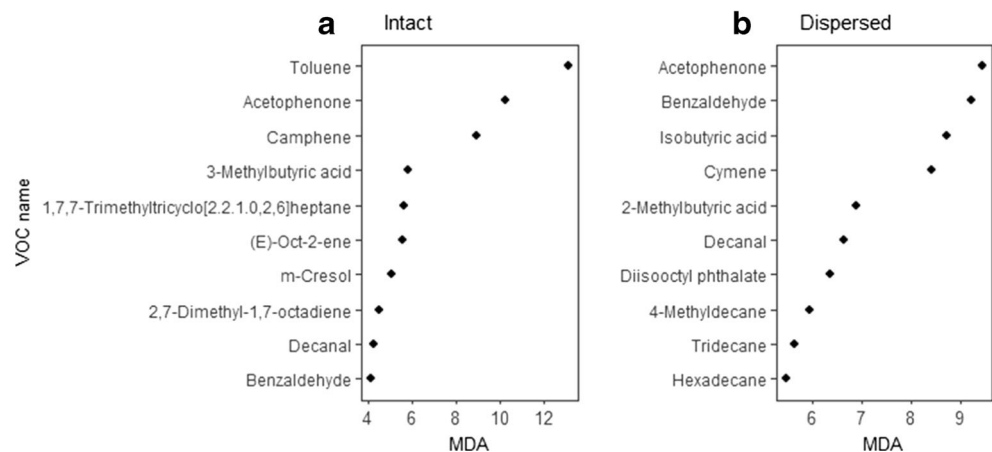 a Intact
VOC name
Toluene
Acetophenone
Camphene
3-Methylbutyric acid
1,7,7-Trimethyltricyclo[2.2.1.0,2,6]heptane
(E)-Oct-2-ene
m-Cresol
2,7-Dimethyl-1,7-octadiene
Decanal
Benzaldehyde
4 6 8 10 12
MDA
b Dispersed
Acetophenone
Benzaldehyde
Isobutyric acid
Cymene
2-Methylbutyric acid
Decanal
Diisooctyl phthalate
4-Methyldecane
Tridecane
Hexadecane
6 7 8 9
MDA